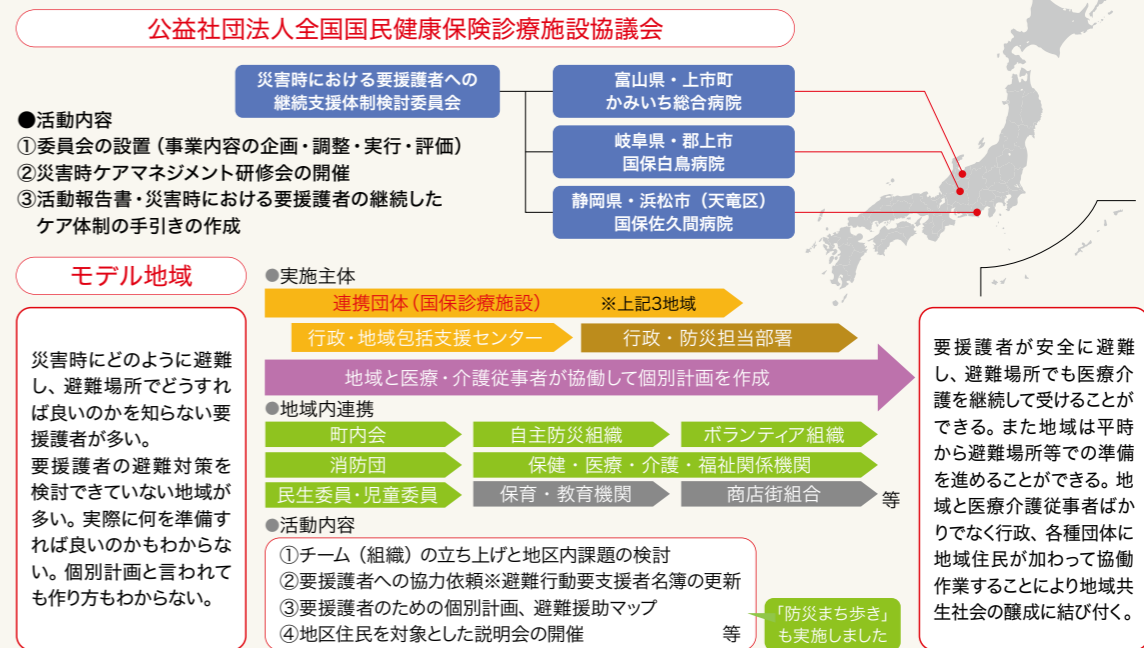 公益社団法人全国国民健康保険診療施設協議会
災害時における要援護者への
継続支援体制検討委員会
富山県・上市町
かみいち総合病院
岐阜県・郡上市
国保白鳥病院
静岡県・浜松市（天竜区）
国保佐久間病院
●活動内容
①委員会の設置（事業内容の企画・調整・実行・評価）
②災害時ケアマネジメント研修会の開催
③活動報告書・災害時における要援護者の継続した
ケア体制の手引きの作成
モデル地域
災害時にどのように避難
し、避難場所でどうすれ
ば良いのかを知らない要
援護者が多い。
要援護者の避難対策を
検討できていない地域が
多い。実際に何を準備す
れば良いのかもわからな
い。個別計画と言われて
も作り方もわからない。
●実施主体
連携団体（国保診療施設）　※上記3地域
行政・地域包括支援センター
行政・防災担当部署
地域と医療・介護従事者が協働して個別計画を作成
●地域内連携
町内会
自主防災組織
ボランティア組織
消防団
保健・医療・介護・福祉関係機関
民生委員・児童委員
保育・教育機関
商店街組合
等
●活動内容
①チーム（組織）の立ち上げと地区内課題の検討
②要援護者への協力依頼※避難行動要支援者名簿の更新
③要援護者のための個別計画、避難援助マップ
④地区住民を対象とした説明会の開催　等
「防災まち歩き」
も実施しました
要援護者が安全に避難
し、避難場所でも医療介
護を継続して受けることが
できる。また地域は平時
から避難場所等での準備
を進めることができる。地
域と医療介護従事者ばか
りでなく行政、各種団体に
地域住民が加わって協働
作業することにより地域共
生社会の醸成に結び付く。